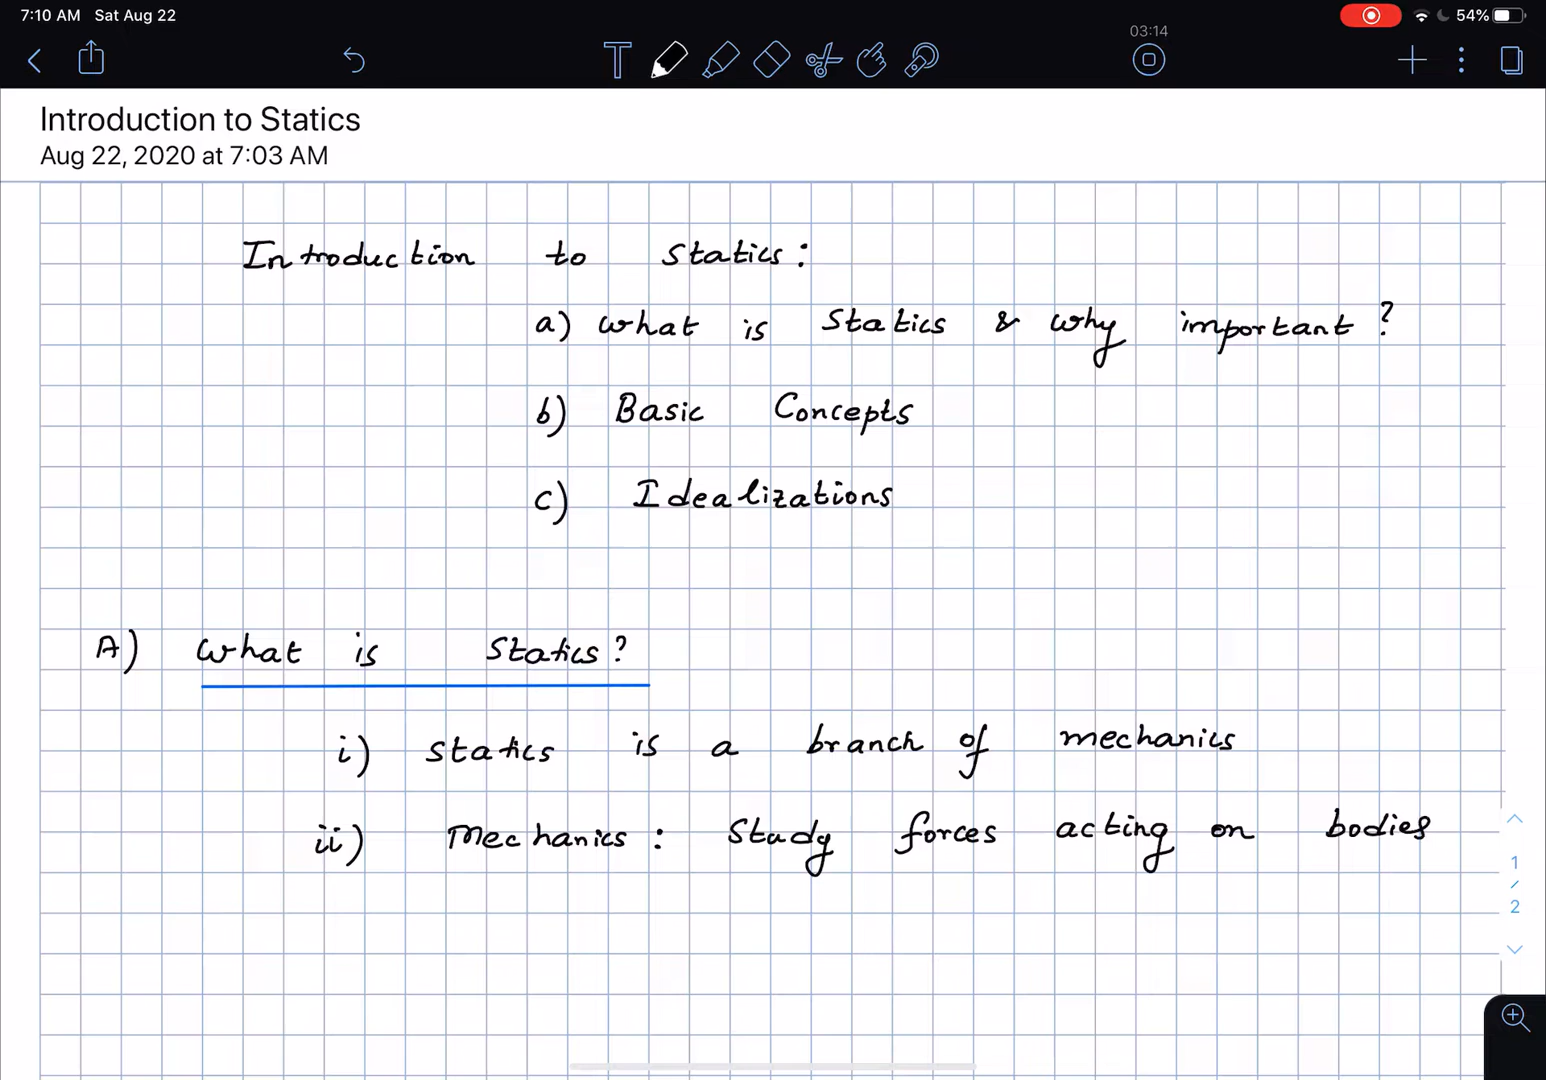 7:10 AM Sat Aug 22
54%
03:14
Introduction to Statics
Aug 22, 2020 at 7:03 AM
Introduction to Statics:
a) what is Statics & why important?
b) Basic Concepts
c) Idealizations
A) What is Statics?
i) Statics is a branch of mechanics
ii) Mechanics: Study forces acting on bodies
1
/
2